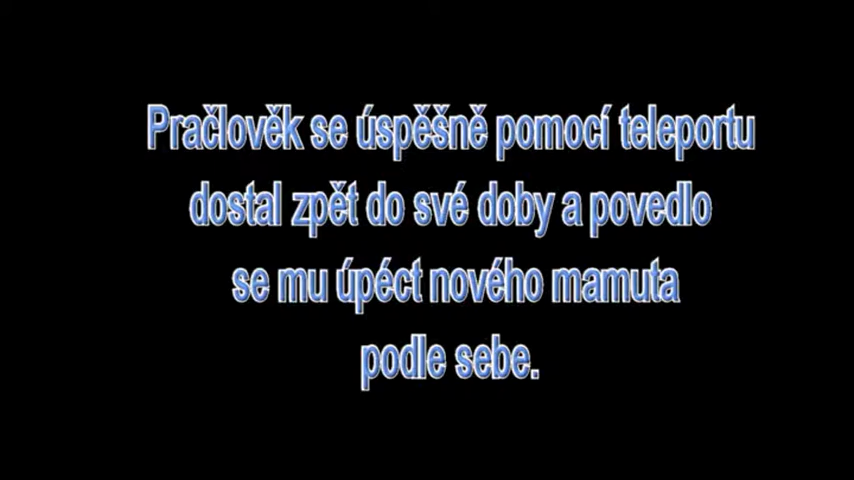 Pračlověk se úspěšně pomocí teleportu
dostal zpět do své doby a povedlo
se mu úpéct nového mamuta
podle sebe.